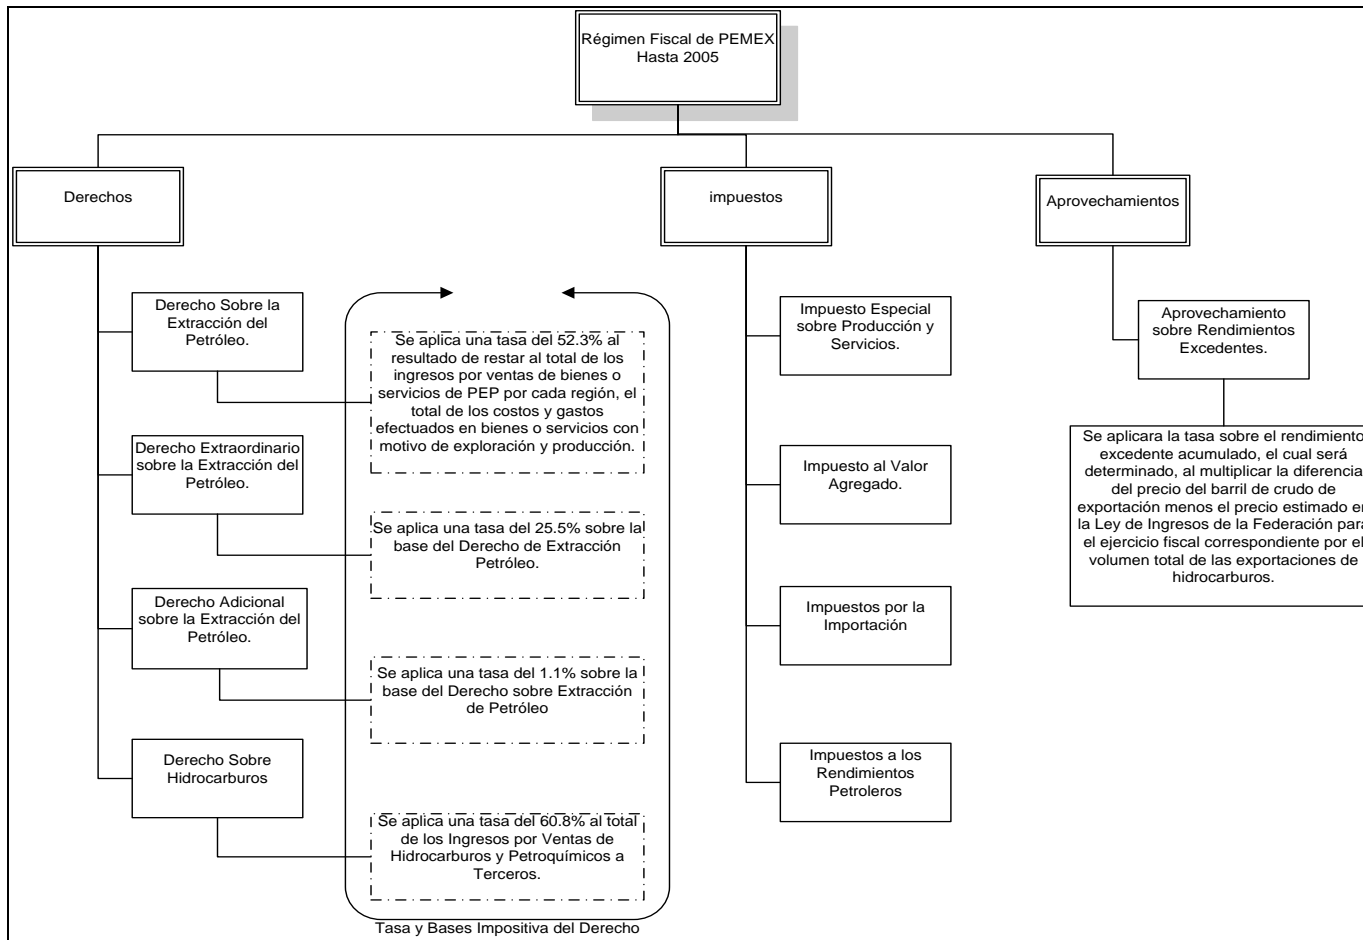 Régimen Fiscal de PEMEX
Hasta 2005
Derechos
impuestos
Aprovechamientos
Derecho Sobre la
Extracción del
Petróleo.
Se aplica una tasa del 52.3% al
resultado de restar al total de los
ingresos por ventas de bienes o
servicios de PEP por cada región, el
total de los costos y gastos
efectuados en bienes o servicios con
motivo de exploración y producción.
Derecho Extraordinario
sobre la Extracción del
Petróleo.
Se aplica una tasa del 25.5% sobre la
base del Derecho de Extracción
Petróleo.
Derecho Adicional
sobre la Extracción del
Petróleo.
Se aplica una tasa del 1.1% sobre la
base del Derecho sobre Extracción
de Petróleo
Derecho Sobre
Hidrocarburos
Se aplica una tasa del 60.8% al total
de los Ingresos por Ventas de
Hidrocarburos y Petroquímicos a
Terceros.
Tasa y Bases Impositiva del Derecho
Impuesto Especial
sobre Producción y
Servicios.
Impuesto al Valor
Agregado.
Impuestos por la
Importación
Impuestos a los
Rendimientos
Petroleros
Aprovechamiento
sobre Rendimientos
Excedentes.
Se aplicara la tasa sobre el rendimiento
excedente acumulado, el cual será
determinado, al multiplicar la diferencia
del precio del barril de crudo de
exportación menos el precio estimado en
la Ley de Ingresos de la Federación para
el ejercicio fiscal correspondiente por el
volumen total de las exportaciones de
hidrocarburos.